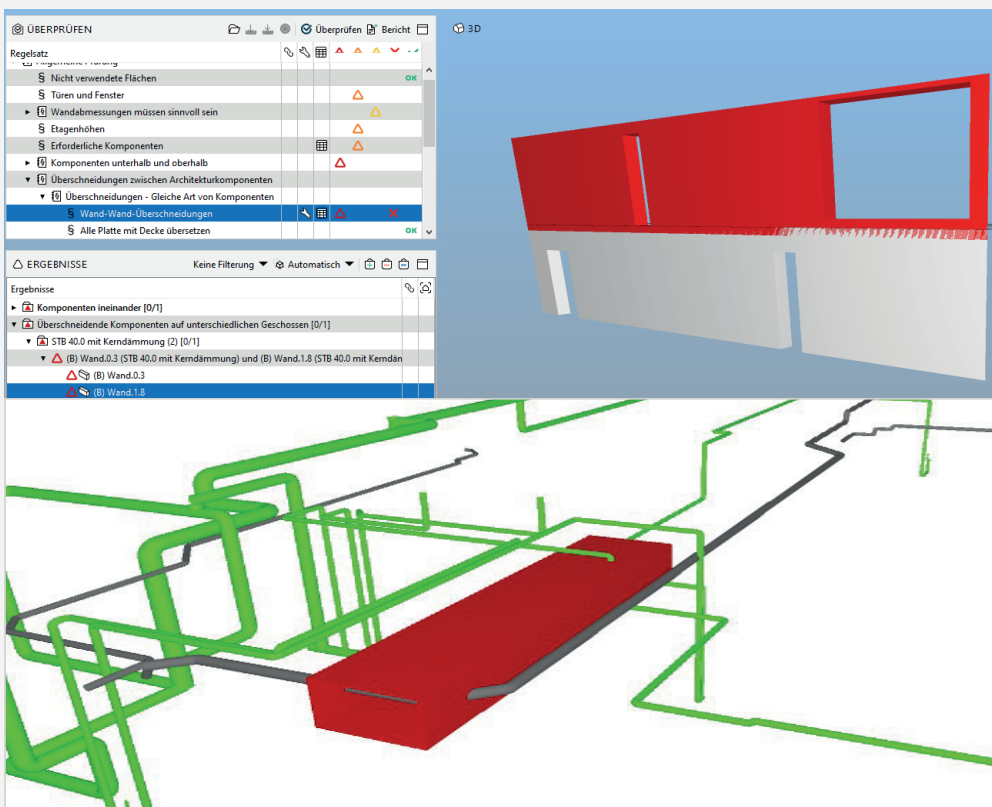 ÜBERPRÜFEN
Überprüfen Bericht
3D
Regelsatz
Allgemeine Prüfung
§ Nicht verwendete Flächen OK
§ Türen und Fenster
§ Wandabmessungen müssen sinnvoll sein
§ Etagenhöhen
§ Erforderliche Komponenten
§ Komponenten unterhalb und oberhalb
§ Überschneidungen zwischen Architekturkomponenten
§ Überschneidungen - Gleiche Art von Komponenten
§ Wand-Wand-Überschneidungen
§ Alle Platte mit Decke übersetzen OK
ERGEBNISSE
Keine Filterung Automatisch
Ergebnisse
Komponenten ineinander [0/1]
Überschneidende Komponenten auf unterschiedlichen Geschossen [0/1]
STB 40.0 mit Kerndämmung (2) [0/1]
(B) Wand.0.3 (STB 40.0 mit Kerndämmung) und (B) Wand.1.8 (STB 40.0 mit Kerndän
(B) Wand.0.3
(B) Wand.1.8